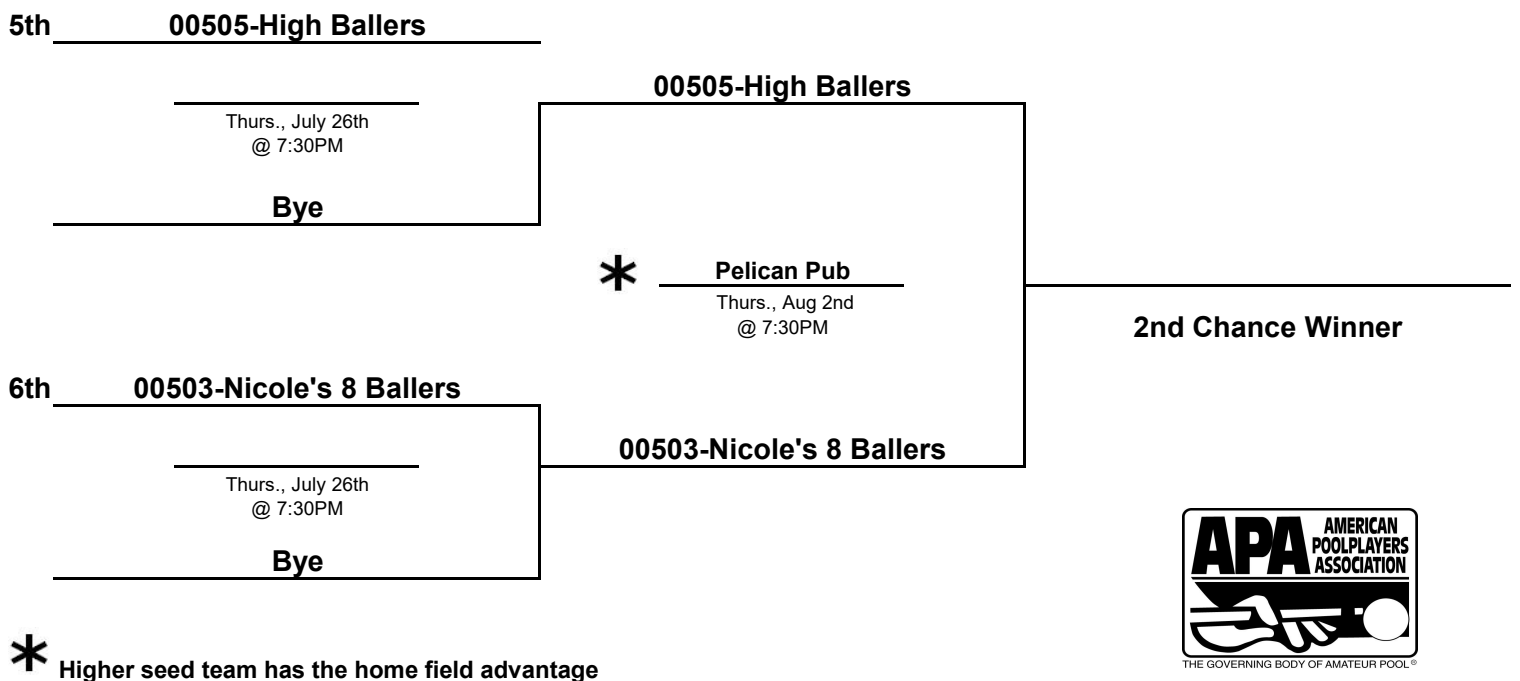 5th 00505-High Ballers
00505-High Ballers
Thurs., July 26th
@ 7:30PM
Bye
* Pelican Pub
Thurs., Aug 2nd
@ 7:30PM
2nd Chance Winner
6th 00503-Nicole's 8 Ballers
00503-Nicole's 8 Ballers
Thurs., July 26th
@ 7:30PM
Bye
APA AMERICAN
POOLPLAYERS
ASSOCIATION
THE GOVERNING BODY OF AMATEUR POOL®
* Higher seed team has the home field advantage